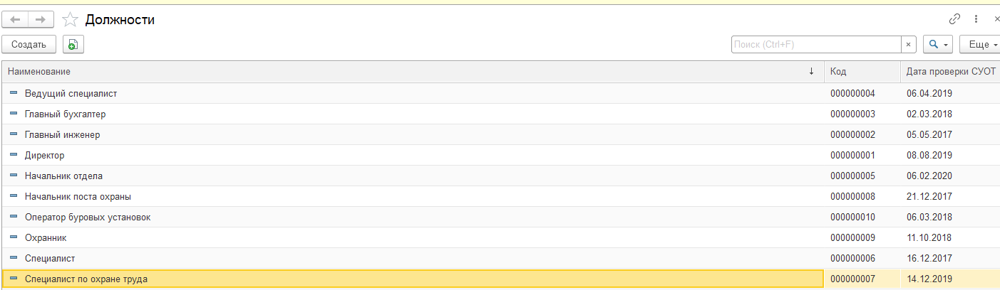 Должности
Создать Поиск (Ctrl+F) × Еще
Наименование ↓ Код Дата проверки СУОТ
Ведущий специалист 000000004 06.04.2019
Главный бухгалтер 000000003 02.03.2018
Главный инженер 000000002 05.05.2017
Директор 000000001 08.08.2019
Начальник отдела 000000005 06.02.2020
Начальник поста охраны 000000008 21.12.2017
Оператор буровых установок 000000010 06.03.2018
Охранник 000000009 11.10.2018
Специалист 000000006 16.12.2017
Специалист по охране труда 000000007 14.12.2019